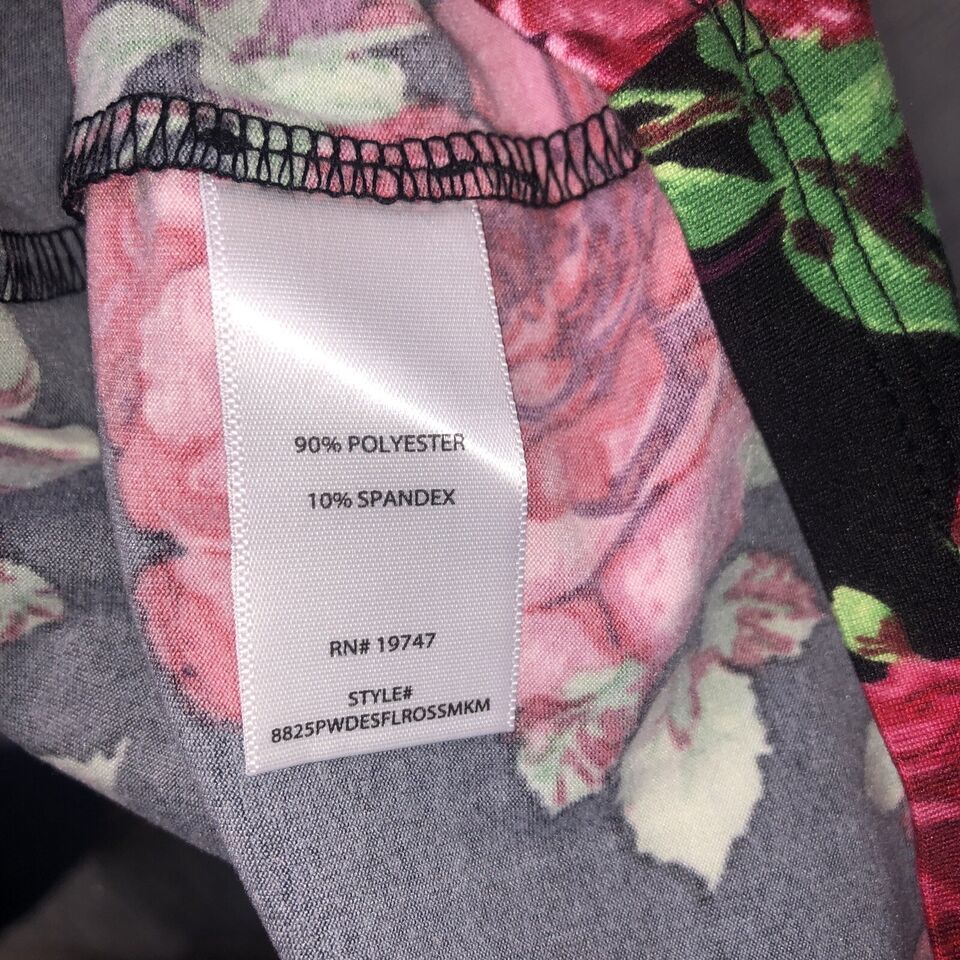 90% POLYESTER
10% SPANDEX
RN# 19747
STYLE#
8825PWDESFLROSSMKM